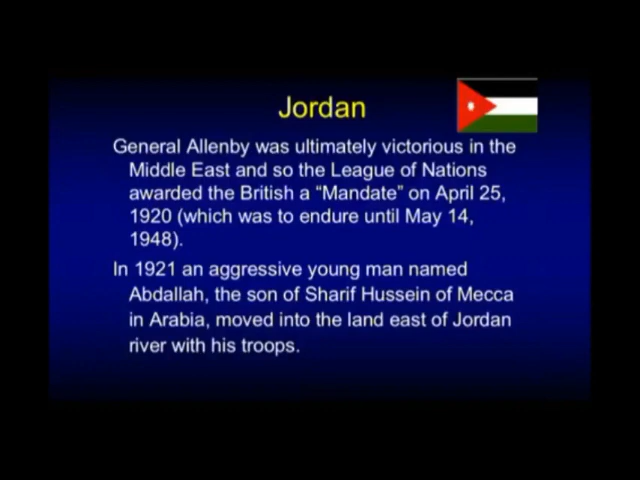 Jordan
General Allenby was ultimately victorious in the
Middle East and so the League of Nations
awarded the British a “Mandate” on April 25,
1920 (which was to endure until May 14,
1948).
In 1921 an aggressive young man named
Abdallah, the son of Sharif Hussein of Mecca
in Arabia, moved into the land east of Jordan
river with his troops.